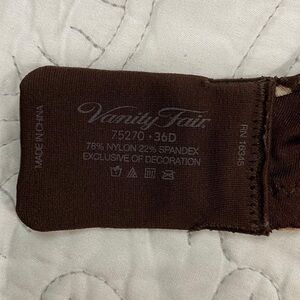 Vanity Fair
75270 · 36D
78% NYLON 22% SPANDEX
EXCLUSIVE OF DECORATION
MADE IN CHINA
RN 16345